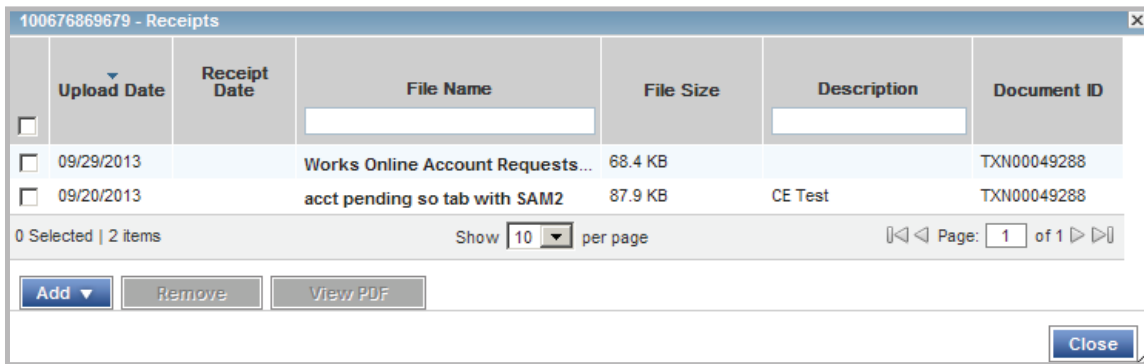 100676869679 - Receipts
Upload Date Receipt Date File Name File Size Description Document ID
09/29/2013 Works Online Account Requests... 68.4 KB TXN00049288
09/20/2013 acct pending so tab with SAM2 87.9 KB CE Test TXN00049288
0 Selected | 2 items Show 10 per page Page: 1 of 1
Add Remove View PDF
Close